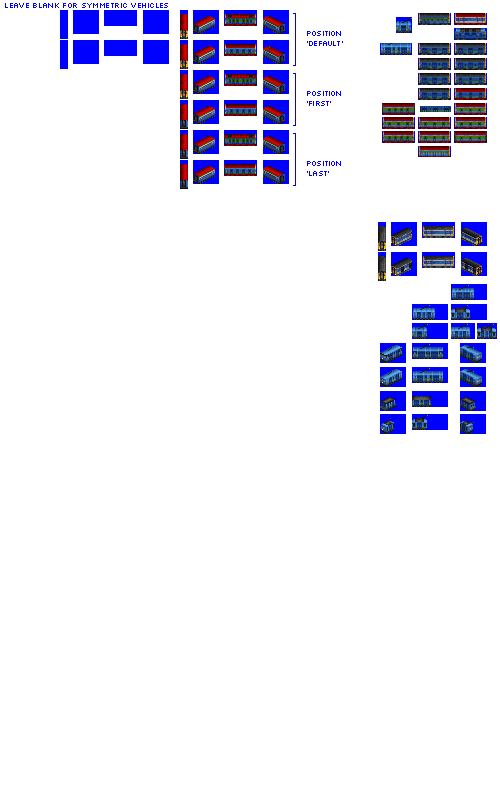 LEAVE BLANK FOR SYMMETRIC VEHICLES
POSITION
'DEFAULT'
POSITION
'FIRST'
POSITION
'LAST'